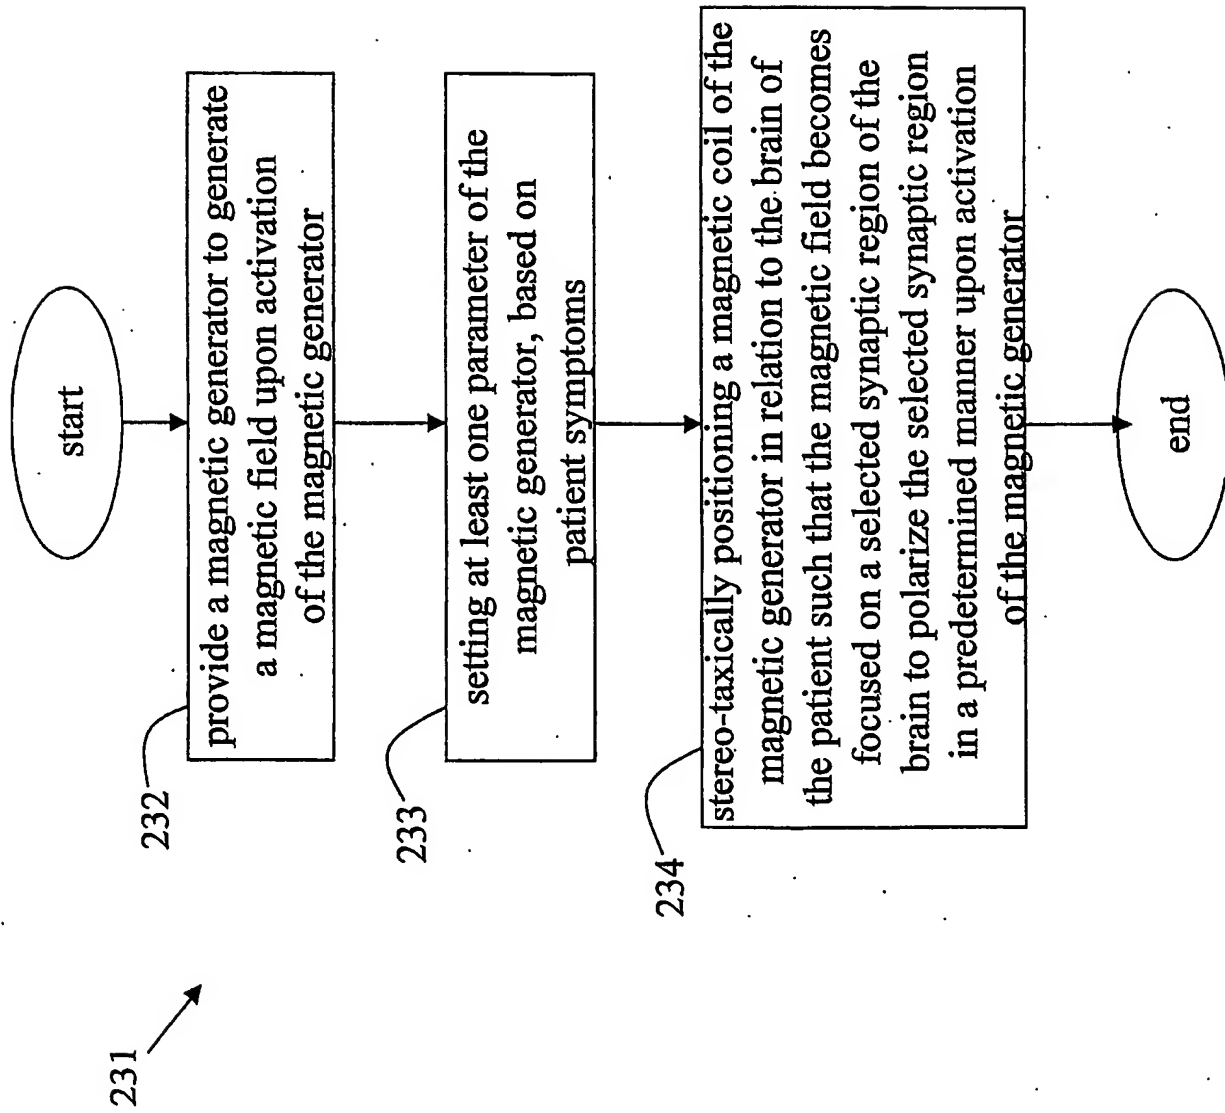 start
232
provide a magnetic generator to generate
a magnetic field upon activation
of the magnetic generator
233
setting at least one parameter of the
magnetic generator, based on
patient symptoms
234
stereo-taxically positioning a magnetic coil of the
magnetic generator in relation to the brain of
the patient such that the magnetic field becomes
focused on a selected synaptic region of the
brain to polarize the selected synaptic region
in a predetermined manner upon activation
of the magnetic generator
end
231